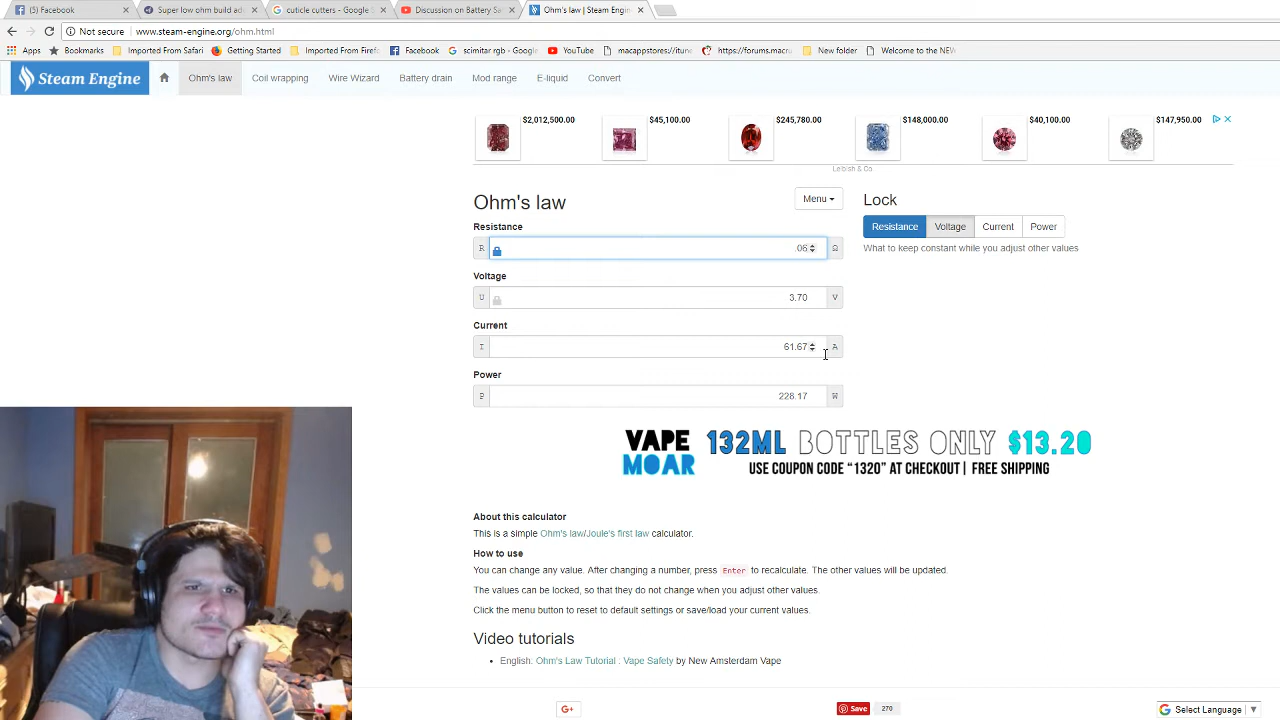 (5) Facebook
Super low ohm build ad
cuticle cutters - Google S
Discussion on Battery Sa
Ohm's law | Steam Engin
Not secure
www.steam-engine.org/ohm.html
Apps
Bookmarks
Imported From Safari
Getting Started
Imported From Firef
Facebook
scimitar rgb - Google
YouTube
macappstores://itune
https://forums.macru
New folder
Welcome to the NEW
Steam Engine
Ohm's law
Coil wrapping
Wire Wizard
Battery drain
Mod range
E-liquid
Convert
$2,012,500.00
$45,100.00
$245,780.00
$148,000.00
$40,100.00
$147,950.00
Leibish & Co.
Ohm's law
Menu
Lock
Resistance
Resistance Voltage Current Power
R .06 Ω
What to keep constant while you adjust other values
Voltage
U 3.70 V
Current
I 61.67 A
Power
P 228.17 W
VAPE MOAR
132ML BOTTLES ONLY $13.20
USE COUPON CODE “1320” AT CHECKOUT | FREE SHIPPING
About this calculator
This is a simple Ohm's law/Joule's first law calculator.
How to use
You can change any value. After changing a number, press Enter to recalculate. The other values will be updated.
The values can be locked, so that they do not change when you adjust other values.
Click the menu button to reset to default settings or save/load your current values.
Video tutorials
English: Ohm's Law Tutorial : Vape Safety by New Amsterdam Vape
G+
Save
270
Select Language